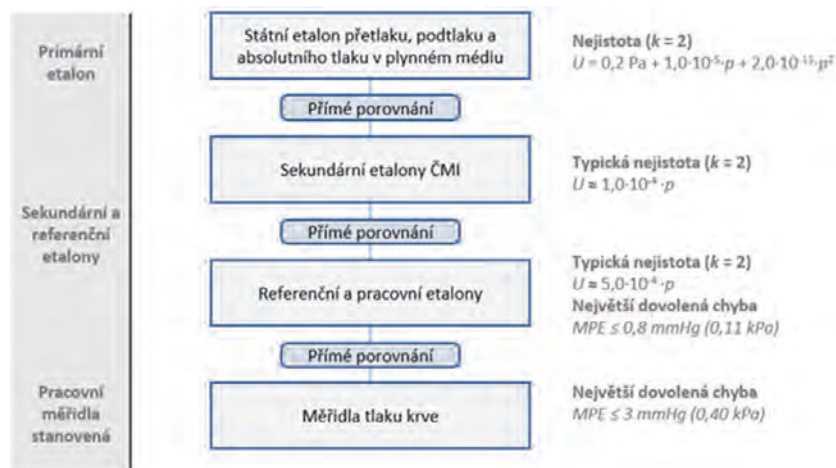 Primární
etalon
Státní etalon přetlaku, podtlaku a
absolutního tlaku v plynném médiu
Nejistota (k = 2)
U = 0,2 Pa + 1,0·10⁻⁵·p + 2,0·10⁻¹¹·p²
Přímé porovnání
Sekundární a
referenční
etalony
Sekundární etalony ČMI
Typická nejistota (k = 2)
U ≈ 1,0·10⁻⁴·p
Přímé porovnání
Referenční a pracovní etalony
Typická nejistota (k = 2)
U ≈ 5,0·10⁻⁴·p
Největší dovolená chyba
MPE ≤ 0,8 mmHg (0,11 kPa)
Přímé porovnání
Pracovní
měřidla
stanovená
Měřidla tlaku krve
Největší dovolená chyba
MPE ≤ 3 mmHg (0,40 kPa)